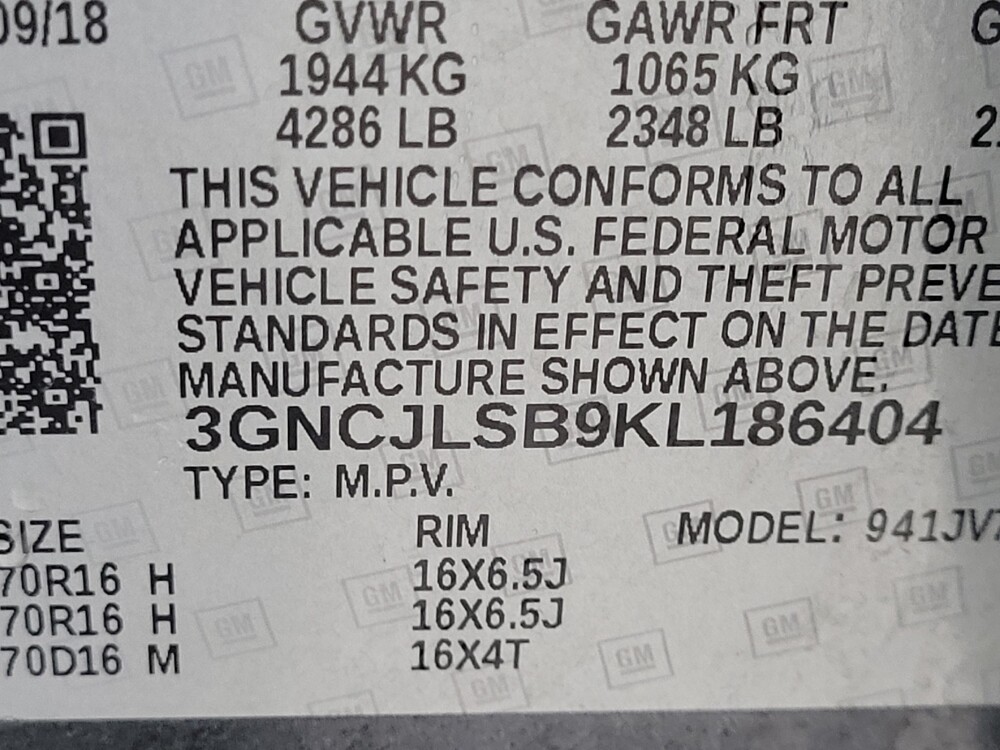 09/18 GVWR GAWR FRT G
1944 KG 1065 KG
4286 LB 2348 LB 2
THIS VEHICLE CONFORMS TO ALL
APPLICABLE U.S. FEDERAL MOTOR
VEHICLE SAFETY AND THEFT PREVE
STANDARDS IN EFFECT ON THE DATE
MANUFACTURE SHOWN ABOVE.
3GNCJLSB9KL186404
TYPE: M.P.V.
SIZE RIM MODEL: 941JV
70R16 H 16X6.5J
70R16 H 16X6.5J
70D16 M 16X4T